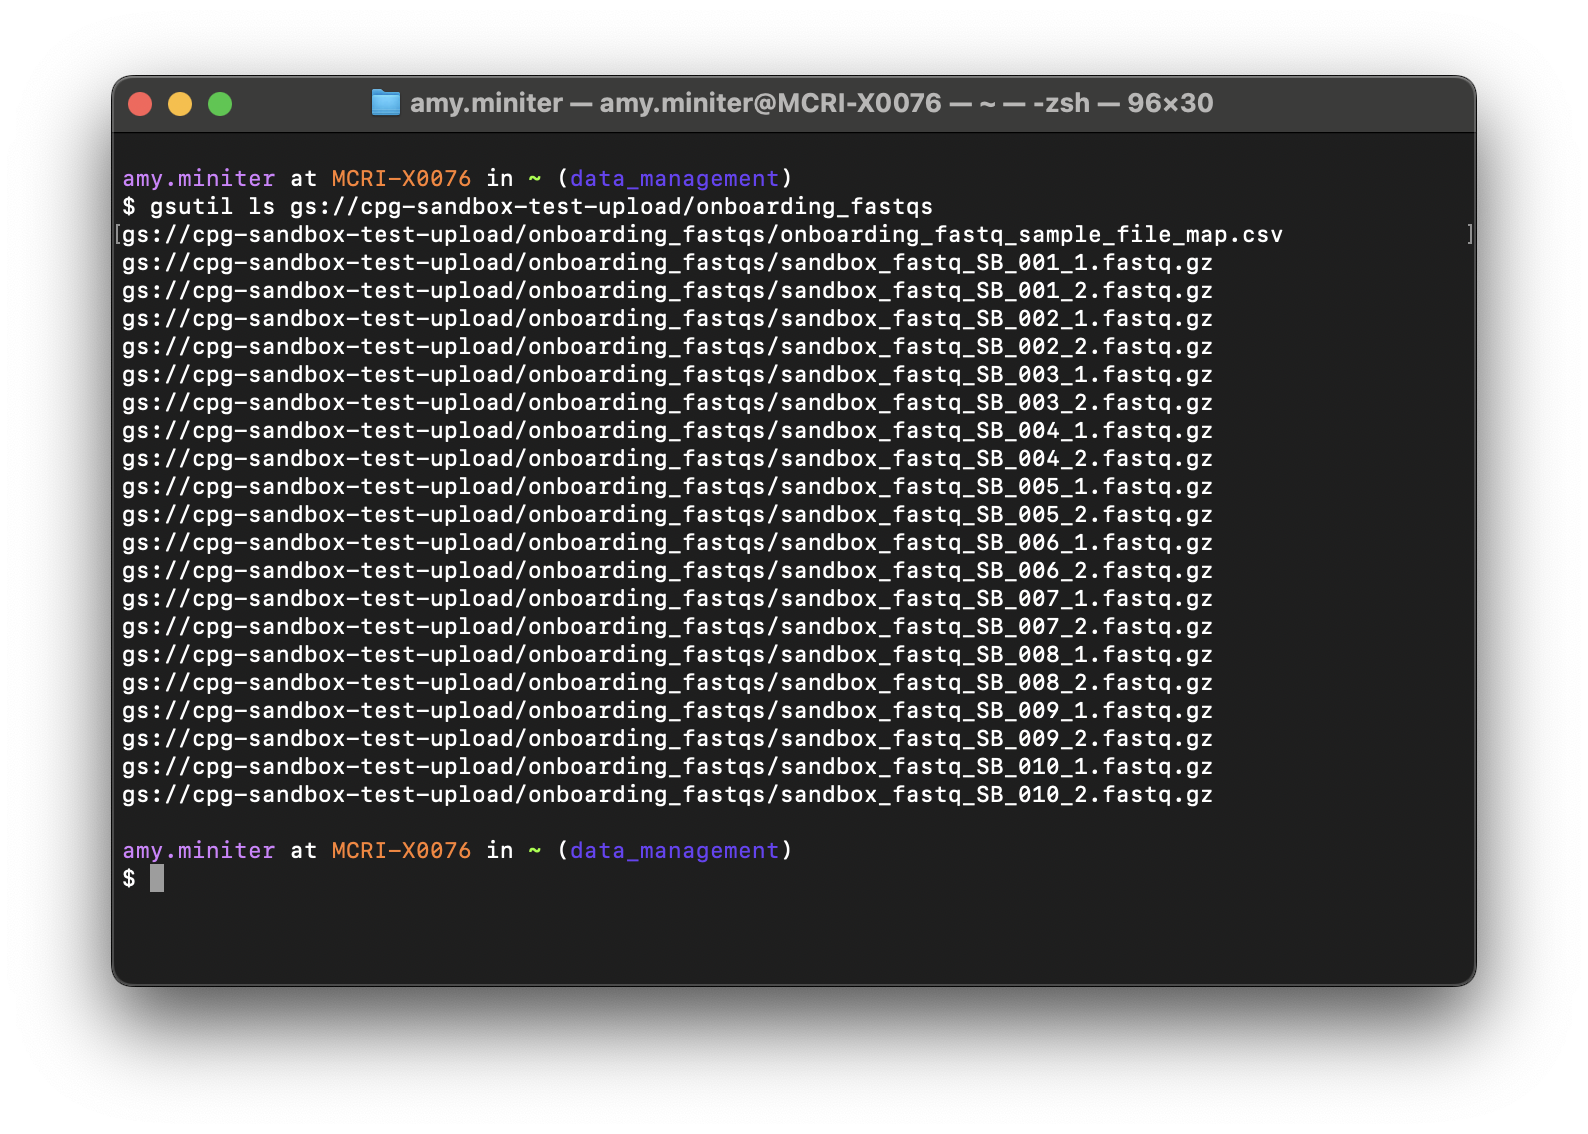 amy.miniter — amy.miniter@MCRI-X0076 — ~ — -zsh — 96×30
amy.miniter at MCRI-X0076 in ~ (data_management)
$ gsutil ls gs://cpg-sandbox-test-upload/onboarding_fastqs
[gs://cpg-sandbox-test-upload/onboarding_fastqs/onboarding_fastq_sample_file_map.csv ]
gs://cpg-sandbox-test-upload/onboarding_fastqs/sandbox_fastq_SB_001_1.fastq.gz
gs://cpg-sandbox-test-upload/onboarding_fastqs/sandbox_fastq_SB_001_2.fastq.gz
gs://cpg-sandbox-test-upload/onboarding_fastqs/sandbox_fastq_SB_002_1.fastq.gz
gs://cpg-sandbox-test-upload/onboarding_fastqs/sandbox_fastq_SB_002_2.fastq.gz
gs://cpg-sandbox-test-upload/onboarding_fastqs/sandbox_fastq_SB_003_1.fastq.gz
gs://cpg-sandbox-test-upload/onboarding_fastqs/sandbox_fastq_SB_003_2.fastq.gz
gs://cpg-sandbox-test-upload/onboarding_fastqs/sandbox_fastq_SB_004_1.fastq.gz
gs://cpg-sandbox-test-upload/onboarding_fastqs/sandbox_fastq_SB_004_2.fastq.gz
gs://cpg-sandbox-test-upload/onboarding_fastqs/sandbox_fastq_SB_005_1.fastq.gz
gs://cpg-sandbox-test-upload/onboarding_fastqs/sandbox_fastq_SB_005_2.fastq.gz
gs://cpg-sandbox-test-upload/onboarding_fastqs/sandbox_fastq_SB_006_1.fastq.gz
gs://cpg-sandbox-test-upload/onboarding_fastqs/sandbox_fastq_SB_006_2.fastq.gz
gs://cpg-sandbox-test-upload/onboarding_fastqs/sandbox_fastq_SB_007_1.fastq.gz
gs://cpg-sandbox-test-upload/onboarding_fastqs/sandbox_fastq_SB_007_2.fastq.gz
gs://cpg-sandbox-test-upload/onboarding_fastqs/sandbox_fastq_SB_008_1.fastq.gz
gs://cpg-sandbox-test-upload/onboarding_fastqs/sandbox_fastq_SB_008_2.fastq.gz
gs://cpg-sandbox-test-upload/onboarding_fastqs/sandbox_fastq_SB_009_1.fastq.gz
gs://cpg-sandbox-test-upload/onboarding_fastqs/sandbox_fastq_SB_009_2.fastq.gz
gs://cpg-sandbox-test-upload/onboarding_fastqs/sandbox_fastq_SB_010_1.fastq.gz
gs://cpg-sandbox-test-upload/onboarding_fastqs/sandbox_fastq_SB_010_2.fastq.gz
amy.miniter at MCRI-X0076 in ~ (data_management)
$